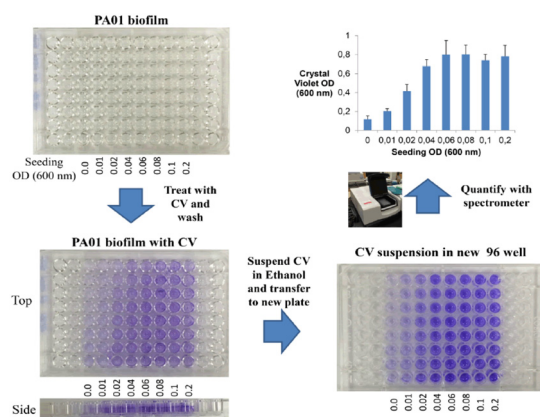 PA01 biofilm
Seeding
OD (600 nm)
0.0 0.01 0.02 0.04 0.06 0.08 0.1 0.2
Treat with
CV and
wash
PA01 biofilm with CV
Top
Side
0.0 0.01 0.02 0.04 0.06 0.08 0.1 0.2
Suspend CV
in Ethanol
and transfer
to new plate
CV suspension in new 96 well
0.0 0.01 0.02 0.04 0.06 0.08 0.1 0.2
Quantify with
spectrometer
Crystal
Violet OD
(600 nm)
1
0,8
0,6
0,4
0,2
0
0 0,01 0,02 0,04 0,06 0,08 0,1 0,2
Seeding OD (600 nm)